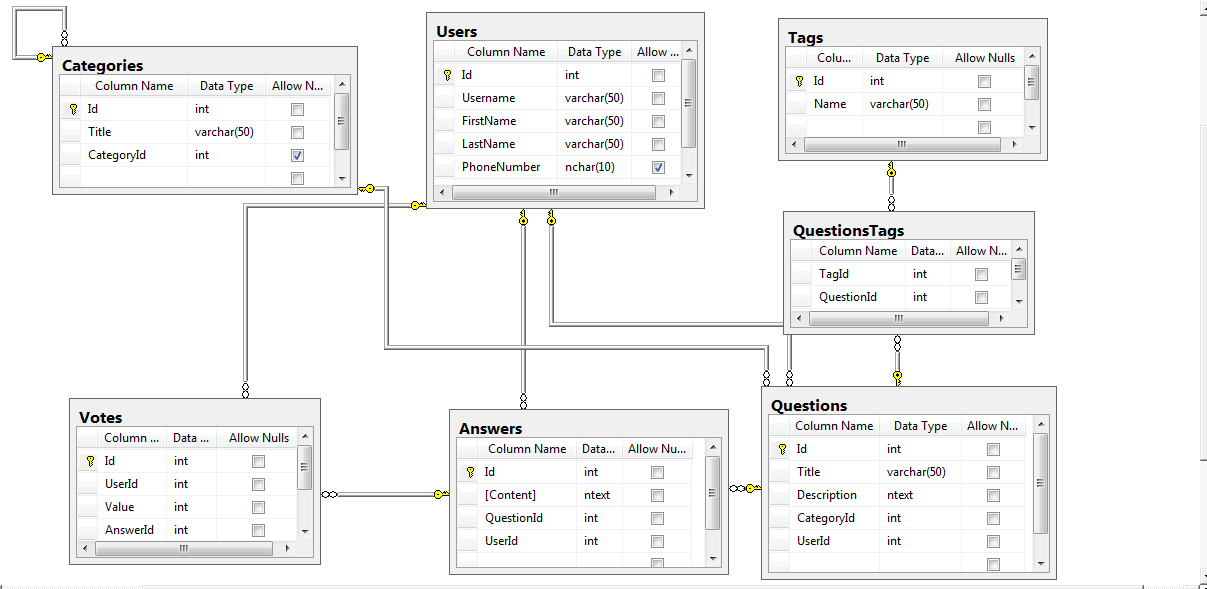 Categories
Column Name Data Type Allow N...
Id int
Title varchar(50)
CategoryId int
Users
Column Name Data Type Allow ...
Id int
Username varchar(50)
FirstName varchar(50)
LastName varchar(50)
PhoneNumber nchar(10)
Tags
Colu... Data Type Allow Nulls
Id int
Name varchar(50)
QuestionsTags
Column Name Data... Allow N...
TagId int
QuestionId int
Votes
Column ... Data ... Allow Nulls
Id int
UserId int
Value int
AnswerId int
Answers
Column Name Data... Allow Nu...
Id int
[Content] ntext
QuestionId int
UserId int
Questions
Column Name Data Type Allow N...
Id int
Title varchar(50)
Description ntext
CategoryId int
UserId int